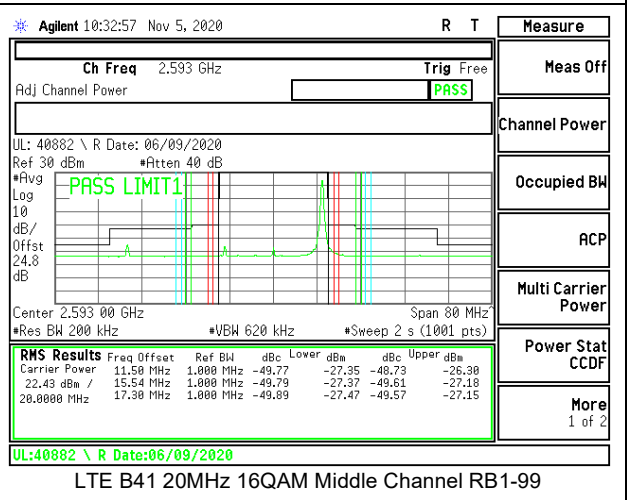 Agilent 10:32:57 Nov 5, 2020 R T
Measure
Ch Freq 2.593 GHz Trig Free
Meas Off
Adj Channel Power PASS
Channel Power
UL: 40882 \ R Date: 06/09/2020
Ref 30 dBm #Atten 40 dB
#Avg
Log
10
dB/
Offst
24.8
dB
PASS LIMIT1
Occupied BW
ACP
Multi Carrier
Power
Center 2.593 00 GHz Span 80 MHz^
#Res BW 200 kHz #VBW 620 kHz #Sweep 2 s (1001 pts)
Power Stat
CCDF
RMS Results Freq Offset Ref BW dBc Lower dBm dBc Upper dBm
Carrier Power 11.50 MHz 1.000 MHz -49.77 -27.35 -48.73 -26.30
22.43 dBm / 15.54 MHz 1.000 MHz -49.79 -27.37 -49.61 -27.18
20.0000 MHz 17.30 MHz 1.000 MHz -49.89 -27.47 -49.57 -27.15
More
1 of 2
UL:40882 \ R Date:06/09/2020
LTE B41 20MHz 16QAM Middle Channel RB1-99